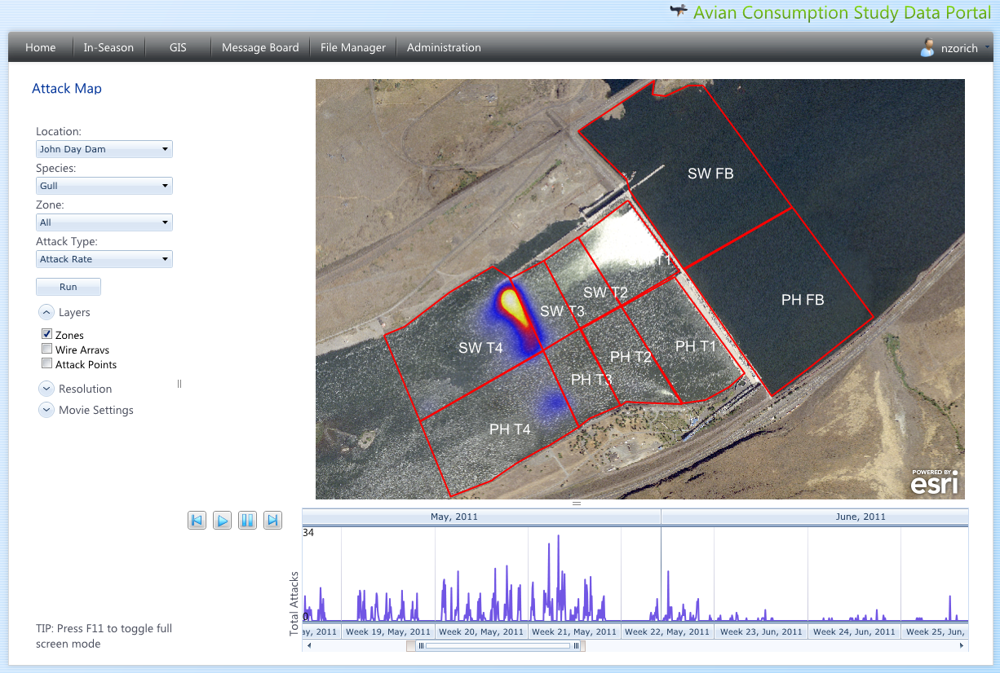 Avian Consumption Study Data Portal
Home In-Season GIS Message Board File Manager Administration nzorich
Attack Map
Location:
John Day Dam
Species:
Gull
Zone:
All
Attack Type:
Attack Rate
Run
Layers
Zones
Wire Arravs
Attack Points
Resolution
Movie Settings
TIP: Press F11 to toggle full
screen mode
SW FB
PH FB
SW T2
SW T3
SW T4
PH T1
PH T2
PH T3
PH T4
POWERED BY
esri
May, 2011 June, 2011
34
0
Total Attacks
ay, 2011 Week 19, May, 2011 Week 20, May, 2011 Week 21, May, 2011 Week 22, May, 2011 Week 23, Jun, 2011 Week 24, Jun, 2011 Week 25, Jun,